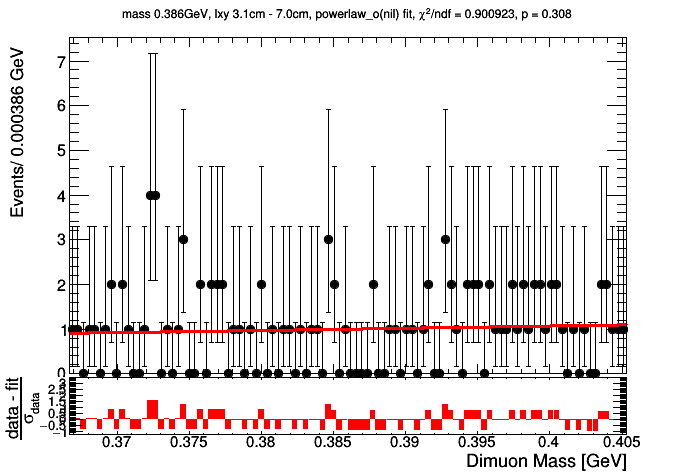 mass 0.386GeV, lxy 3.1cm - 7.0cm, powerlaw_o(nil) fit, χ²/ndf = 0.900923, p = 0.308
Events/ 0.000386 GeV
7
6
5
4
3
2
1
0
data - fit
σdata
0.37 0.375 0.38 0.385 0.39 0.395 0.4 0.405
Dimuon Mass [GeV]